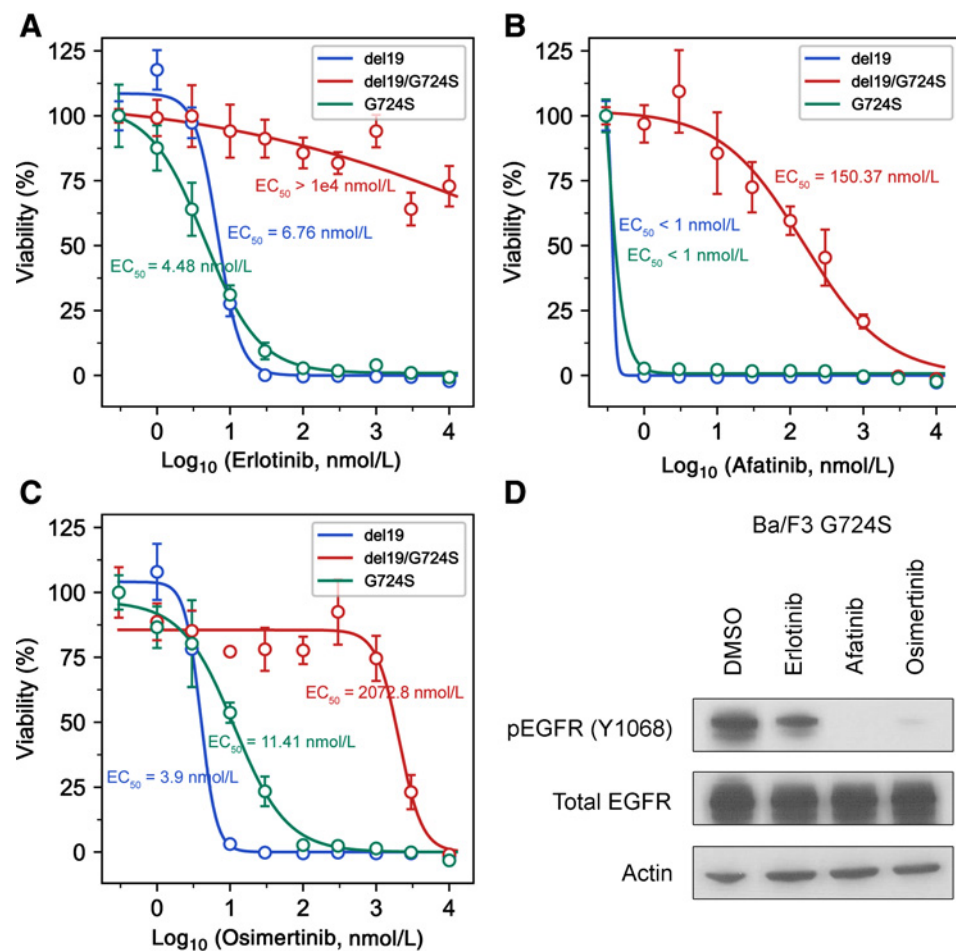 A
125
100
75
50
25
0
Viability (%)
del19
del19/G724S
G724S
EC50 > 1e4 nmol/L
EC50 = 6.76 nmol/L
EC50 = 4.48 nmol/L
0 1 2 3 4
Log10 (Erlotinib, nmol/L)
B
125
100
75
50
25
0
Viability (%)
del19
del19/G724S
G724S
EC50 = 150.37 nmol/L
EC50 < 1 nmol/L
EC50 < 1 nmol/L
0 1 2 3 4
Log10 (Afatinib, nmol/L)
C
125
100
75
50
25
0
Viability (%)
del19
del19/G724S
G724S
EC50 = 2072.8 nmol/L
EC50 = 11.41 nmol/L
EC50 = 3.9 nmol/L
0 1 2 3 4
Log10 (Osimertinib, nmol/L)
D
Ba/F3 G724S
DMSO
Erlotinib
Afatinib
Osimertinib
pEGFR (Y1068)
Total EGFR
Actin